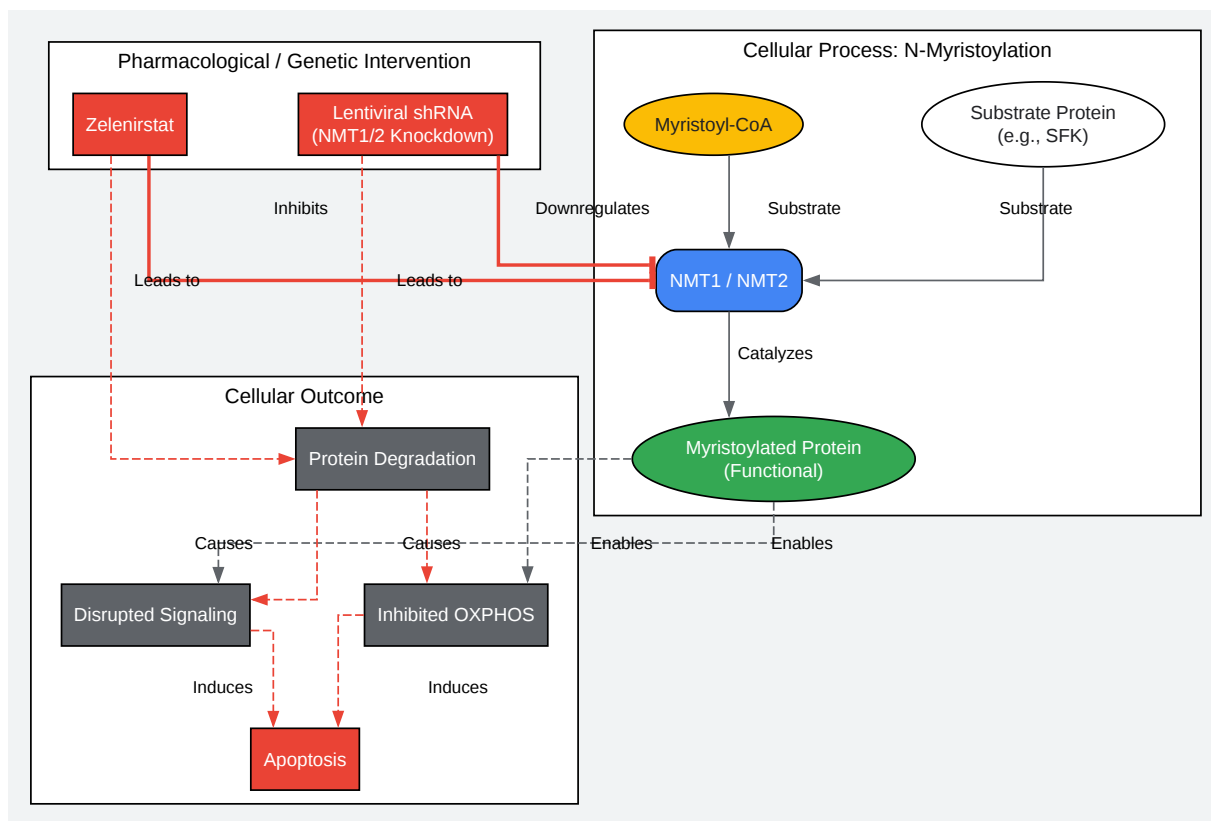 Pharmacological / Genetic Intervention
Cellular Process: N-Myristoylation
Zelenirstat
Lentiviral shRNA
(NMT1/2 Knockdown)
Myristoyl-CoA
Substrate Protein
(e.g., SFK)
Inhibits
Downregulates
Substrate
Substrate
Leads to
Leads to
NMT1 / NMT2
Catalyzes
Cellular Outcome
Protein Degradation
Myristoylated Protein
(Functional)
Causes
Causes
Enables
Enables
Disrupted Signaling
Inhibited OXPHOS
Induces
Induces
Apoptosis